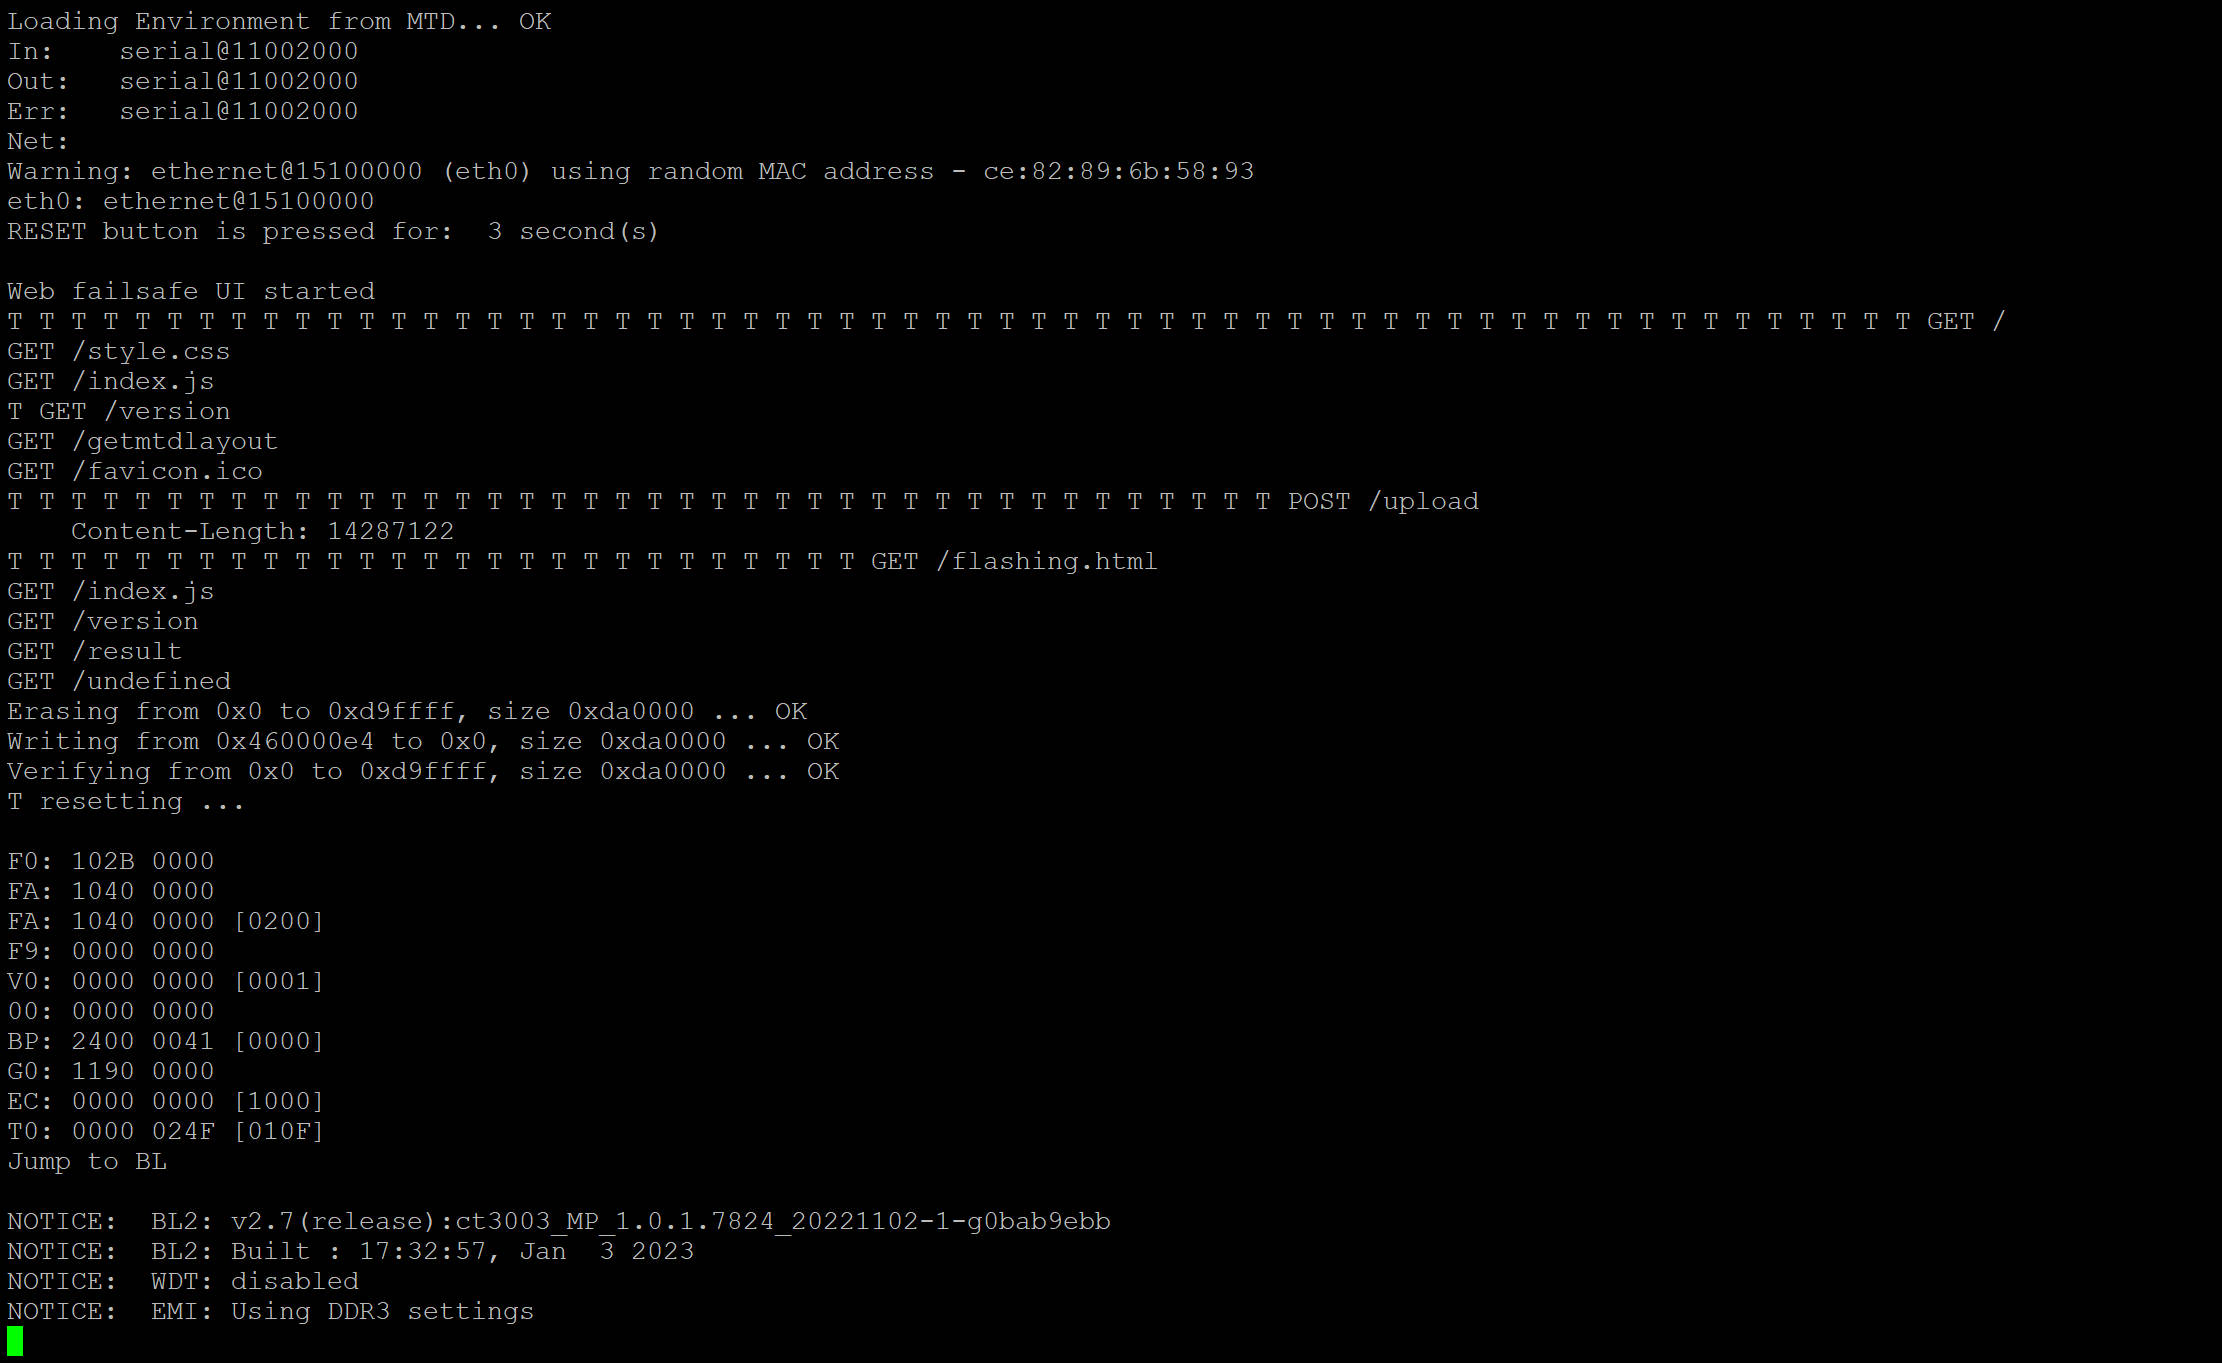 Loading Environment from MTD... OK
In:    serial@11002000
Out:   serial@11002000
Err:   serial@11002000
Net:
Warning: ethernet@15100000 (eth0) using random MAC address - ce:82:89:6b:58:93
eth0: ethernet@15100000
RESET button is pressed for:  3 second(s)
Web failsafe UI started
T T T T T T T T T T T T T T T T T T T T T T T T T T T T T T T T T T T T T T T T T T T T T T T T T T T T T T T T T T T T GET /
GET /style.css
GET /index.js
T GET /version
GET /getmtdlayout
GET /favicon.ico
T T T T T T T T T T T T T T T T T T T T T T T T T T T T T T T T T T T T T T T T POST /upload
    Content-Length: 14287122
T T T T T T T T T T T T T T T T T T T T T T T T T T T GET /flashing.html
GET /index.js
GET /version
GET /result
GET /undefined
Erasing from 0x0 to 0xd9ffff, size 0xda0000 ... OK
Writing from 0x460000e4 to 0x0, size 0xda0000 ... OK
Verifying from 0x0 to 0xd9ffff, size 0xda0000 ... OK
T resetting ...
F0: 102B 0000
FA: 1040 0000
FA: 1040 0000 [0200]
F9: 0000 0000
V0: 0000 0000 [0001]
00: 0000 0000
BP: 2400 0041 [0000]
G0: 1190 0000
EC: 0000 0000 [1000]
T0: 0000 024F [010F]
Jump to BL
NOTICE:  BL2: v2.7(release):ct3003_MP_1.0.1.7824_20221102-1-g0bab9ebb
NOTICE:  BL2: Built : 17:32:57, Jan  3 2023
NOTICE:  WDT: disabled
NOTICE:  EMI: Using DDR3 settings